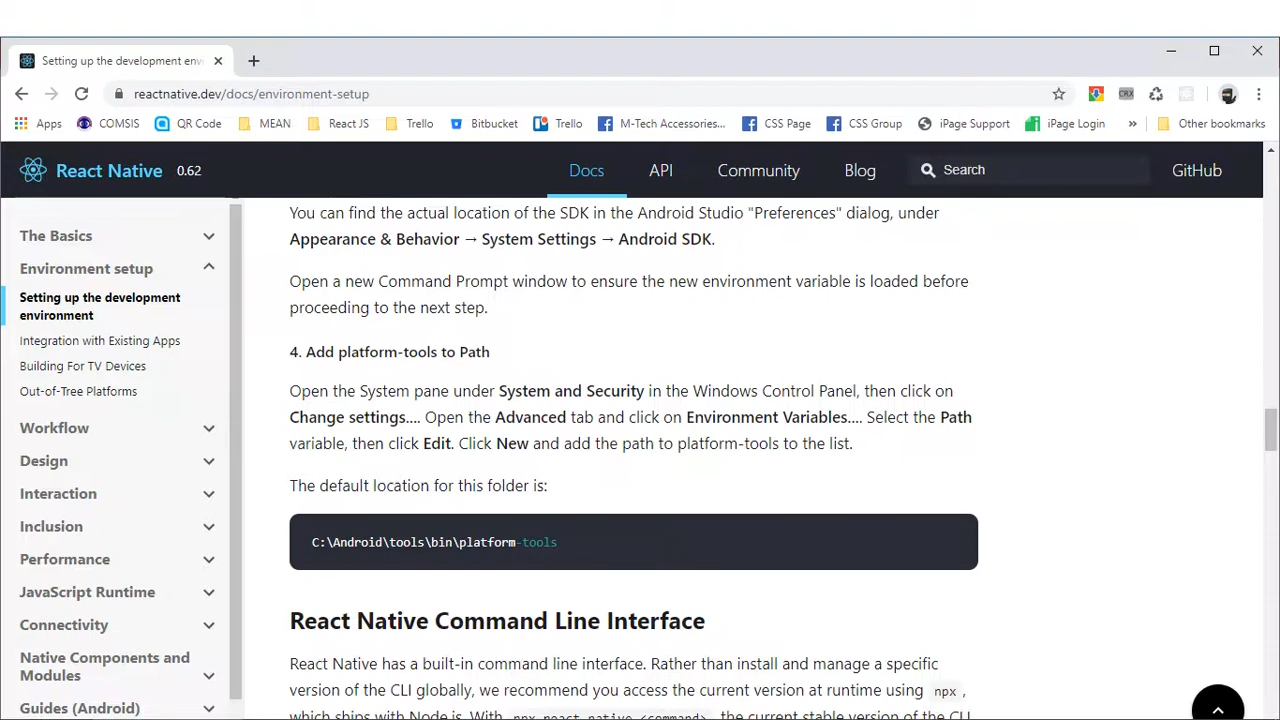 Setting up the development env
reactnative.dev/docs/environment-setup
Apps
COMSIS
QR Code
MEAN
React JS
Trello
Bitbucket
Trello
M-Tech Accessories...
CSS Page
CSS Group
iPage Support
iPage Login
Other bookmarks
React Native 0.62
Docs
API
Community
Blog
Search
GitHub
The Basics
Environment setup
Setting up the development
environment
Integration with Existing Apps
Building For TV Devices
Out-of-Tree Platforms
Workflow
Design
Interaction
Inclusion
Performance
JavaScript Runtime
Connectivity
Native Components and
Modules
Guides (Android)
You can find the actual location of the SDK in the Android Studio "Preferences" dialog, under
Appearance & Behavior → System Settings → Android SDK.
Open a new Command Prompt window to ensure the new environment variable is loaded before
proceeding to the next step.
4. Add platform-tools to Path
Open the System pane under System and Security in the Windows Control Panel, then click on
Change settings.... Open the Advanced tab and click on Environment Variables.... Select the Path
variable, then click Edit. Click New and add the path to platform-tools to the list.
The default location for this folder is:
C:\Android\tools\bin\platform-tools
React Native Command Line Interface
React Native has a built-in command line interface. Rather than install and manage a specific
version of the CLI globally, we recommend you access the current version at runtime using npx ,
which ships with Node.js. With npx react-native <command>, the current stable version of the CLI